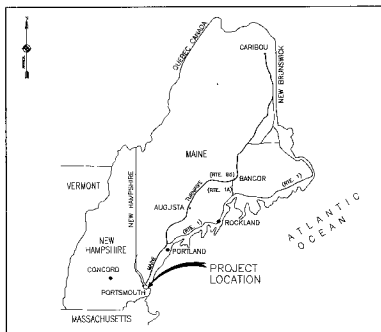 QUEBEC CANADA
CARIBOU
NEW BRUNSWICK
MAINE
(RTE. 95)
BANGOR
(RTE. 1)
(RTE. 1A)
VERMONT
NEW HAMPSHIRE
AUGUSTA
TURNPIKE
(RTE. 1)
ROCKLAND
ATLANTIC
OCEAN
NEW
HAMPSHIRE
MAINE
PORTLAND
CONCORD
PROJECT
LOCATION
PORTSMOUTH
MASSACHUSETTS